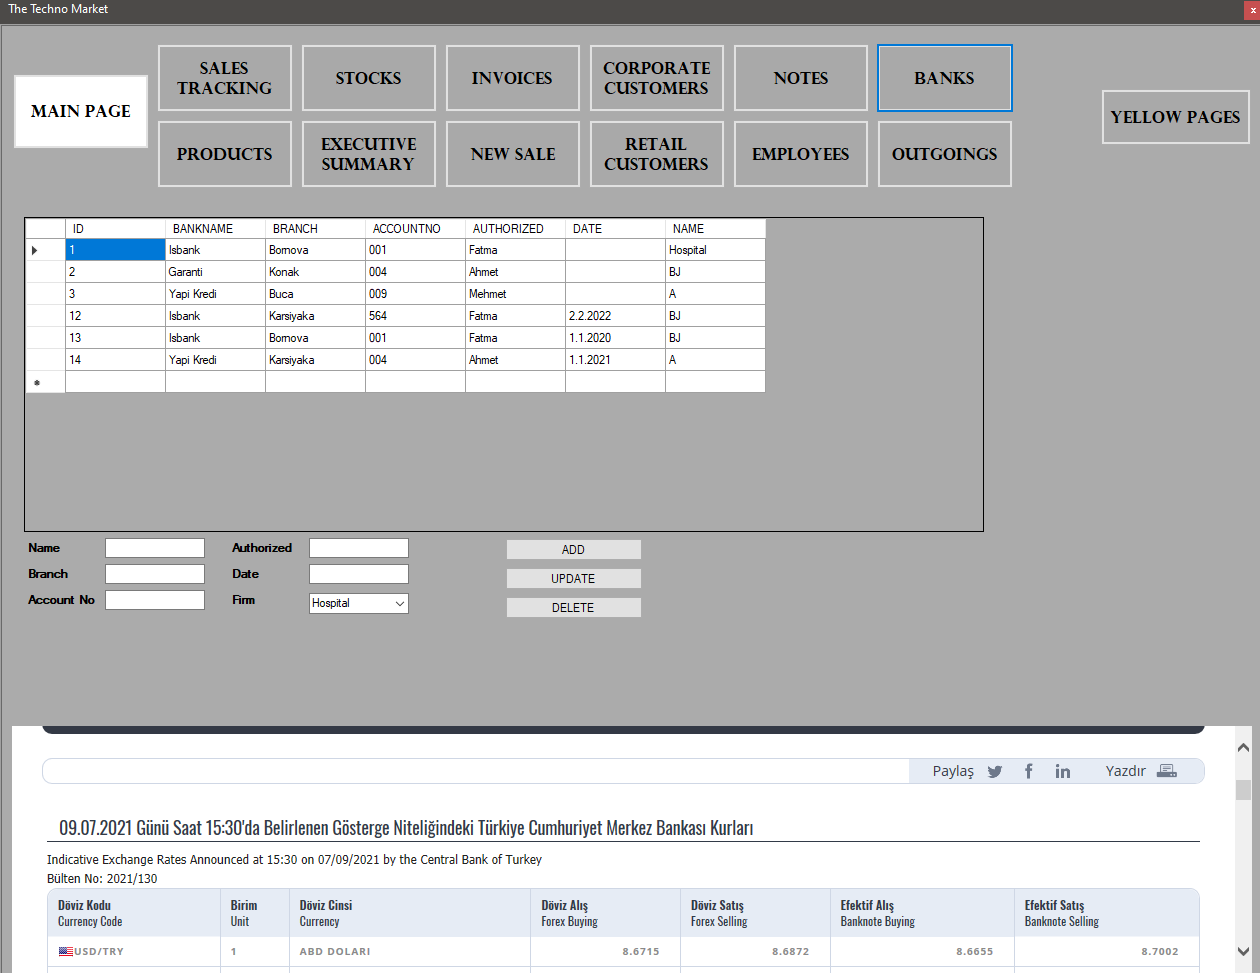 The Techno Market
x
MAIN PAGE
SALES
TRACKING
STOCKS
INVOICES
CORPORATE
CUSTOMERS
NOTES
BANKS
YELLOW PAGES
PRODUCTS
EXECUTIVE
SUMMARY
NEW SALE
RETAIL
CUSTOMERS
EMPLOYEES
OUTGOINGS
ID BANKNAME BRANCH ACCOUNTNO AUTHORIZED DATE NAME
1 Isbank Bornova 001 Fatma Hospital
2 Garanti Konak 004 Ahmet BJ
3 Yapi Kredi Buca 009 Mehmet A
12 Isbank Karsiyaka 564 Fatma 2.2.2022 BJ
13 Isbank Bornova 001 Fatma 1.1.2020 BJ
14 Yapi Kredi Karsiyaka 004 Ahmet 1.1.2021 A
*
Name Authorized ADD
Branch Date UPDATE
Account No Firm Hospital DELETE
Paylaş Yazdır
09.07.2021 Günü Saat 15:30'da Belirlenen Gösterge Niteliğindeki Türkiye Cumhuriyet Merkez Bankası Kurları
Indicative Exchange Rates Announced at 15:30 on 07/09/2021 by the Central Bank of Turkey
Bülten No: 2021/130
Döviz Kodu Birim Döviz Cinsi Döviz Alış Döviz Satış Efektif Alış Efektif Satış
Currency Code Unit Currency Forex Buying Forex Selling Banknote Buying Banknote Selling
USD/TRY 1 ABD DOLARI 8.6715 8.6872 8.6655 8.7002